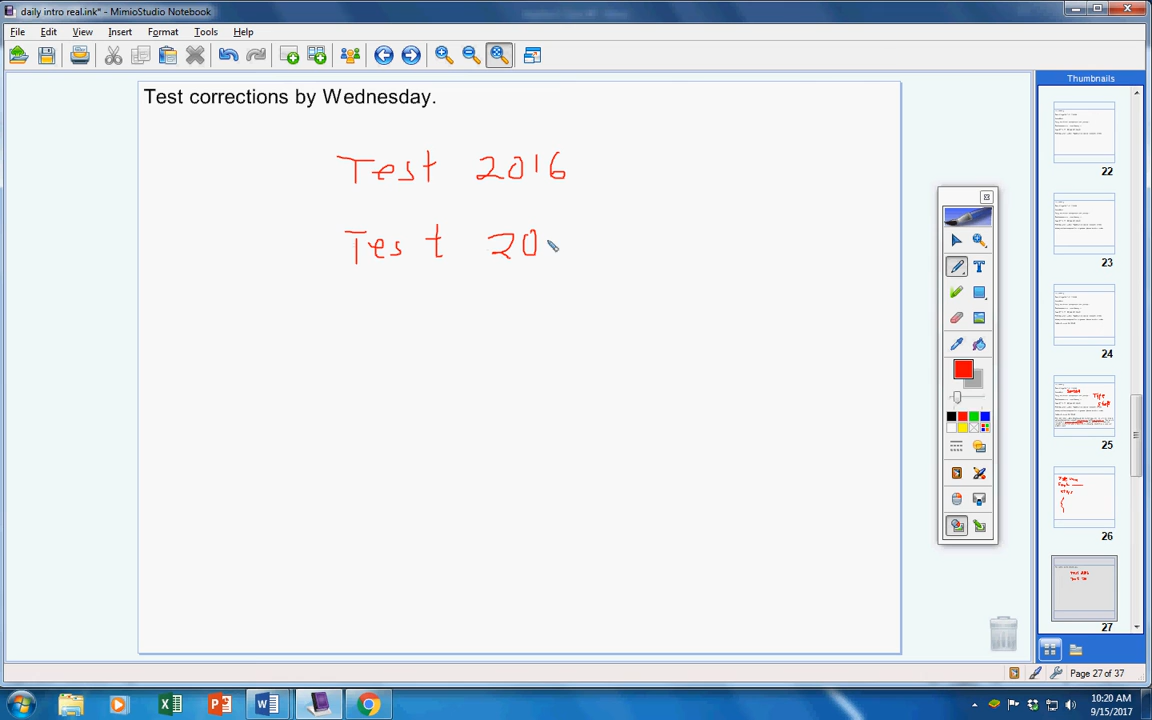 daily intro real.ink* - MimioStudio Notebook
File Edit View Insert Format Tools Help
Test corrections by Wednesday.
Test 2016
Test 20
Thumbnails
22
23
24
25
26
27
Page 27 of 37
10:20 AM
9/15/2017